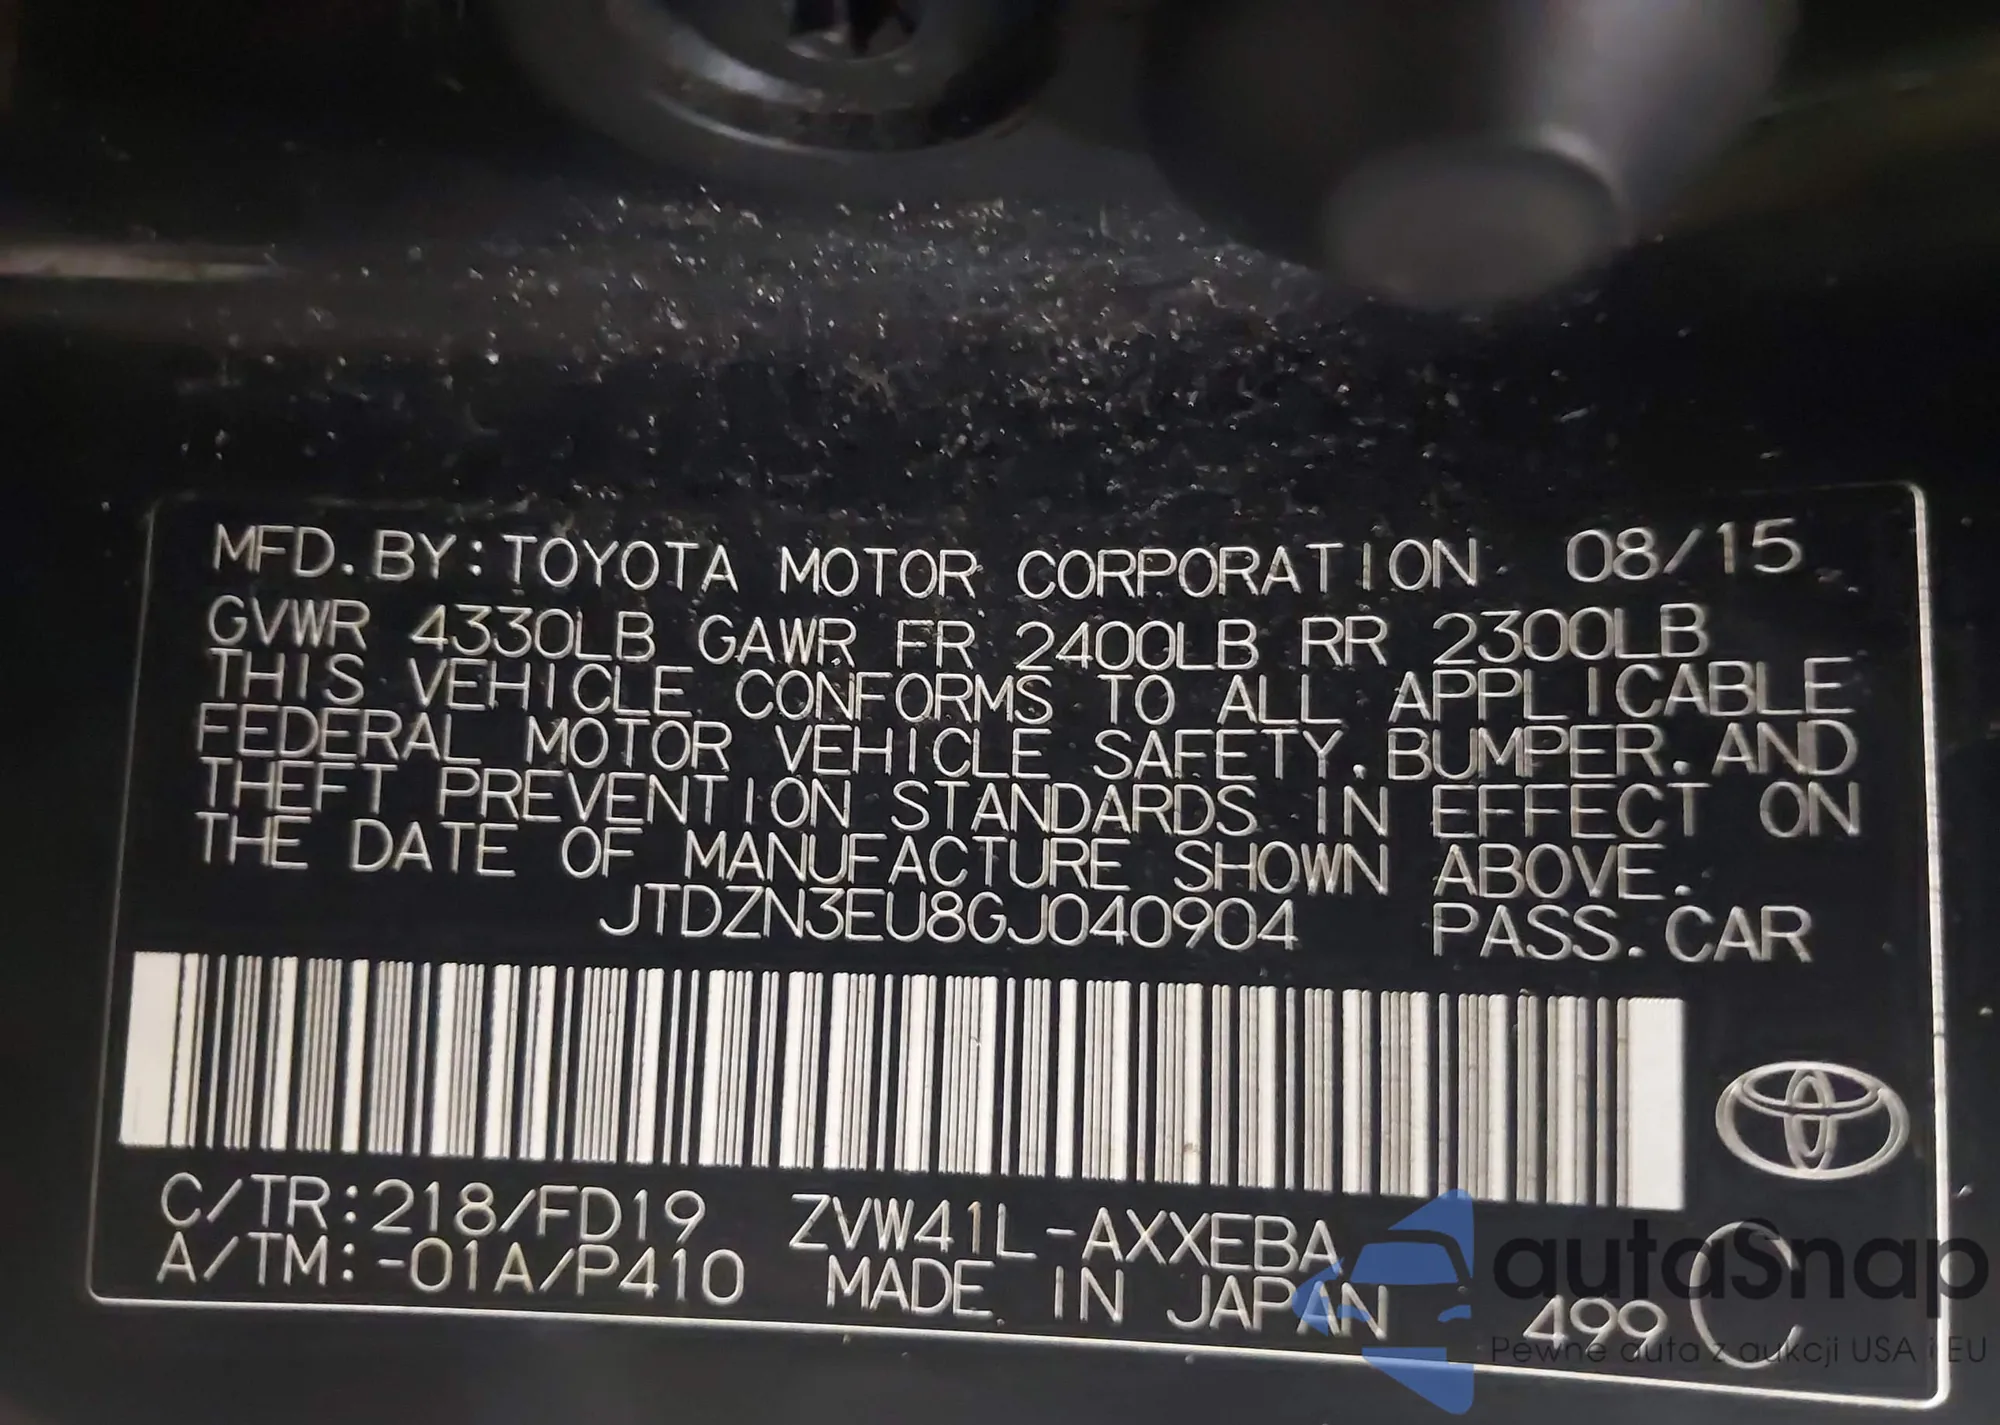 MFD. BY: TOYOTA MOTOR CORPORATION 08/15
GVWR 4330LB GAWR FR 2400LB RR 2300LB
THIS VEHICLE CONFORMS TO ALL APPLICABLE
FEDERAL MOTOR VEHICLE SAFETY, BUMPER, AND
THEFT PREVENTION STANDARDS IN EFFECT ON
THE DATE OF MANUFACTURE SHOWN ABOVE.
JTDZN3EU8GJ040904 PASS. CAR
C/TR: 218/FD19 ZVW41L-AXXEBA
A/TM: -01A/P410 MADE IN JAPAN 499 C
autoSnap
Pewne auta z aukcji USA i EU